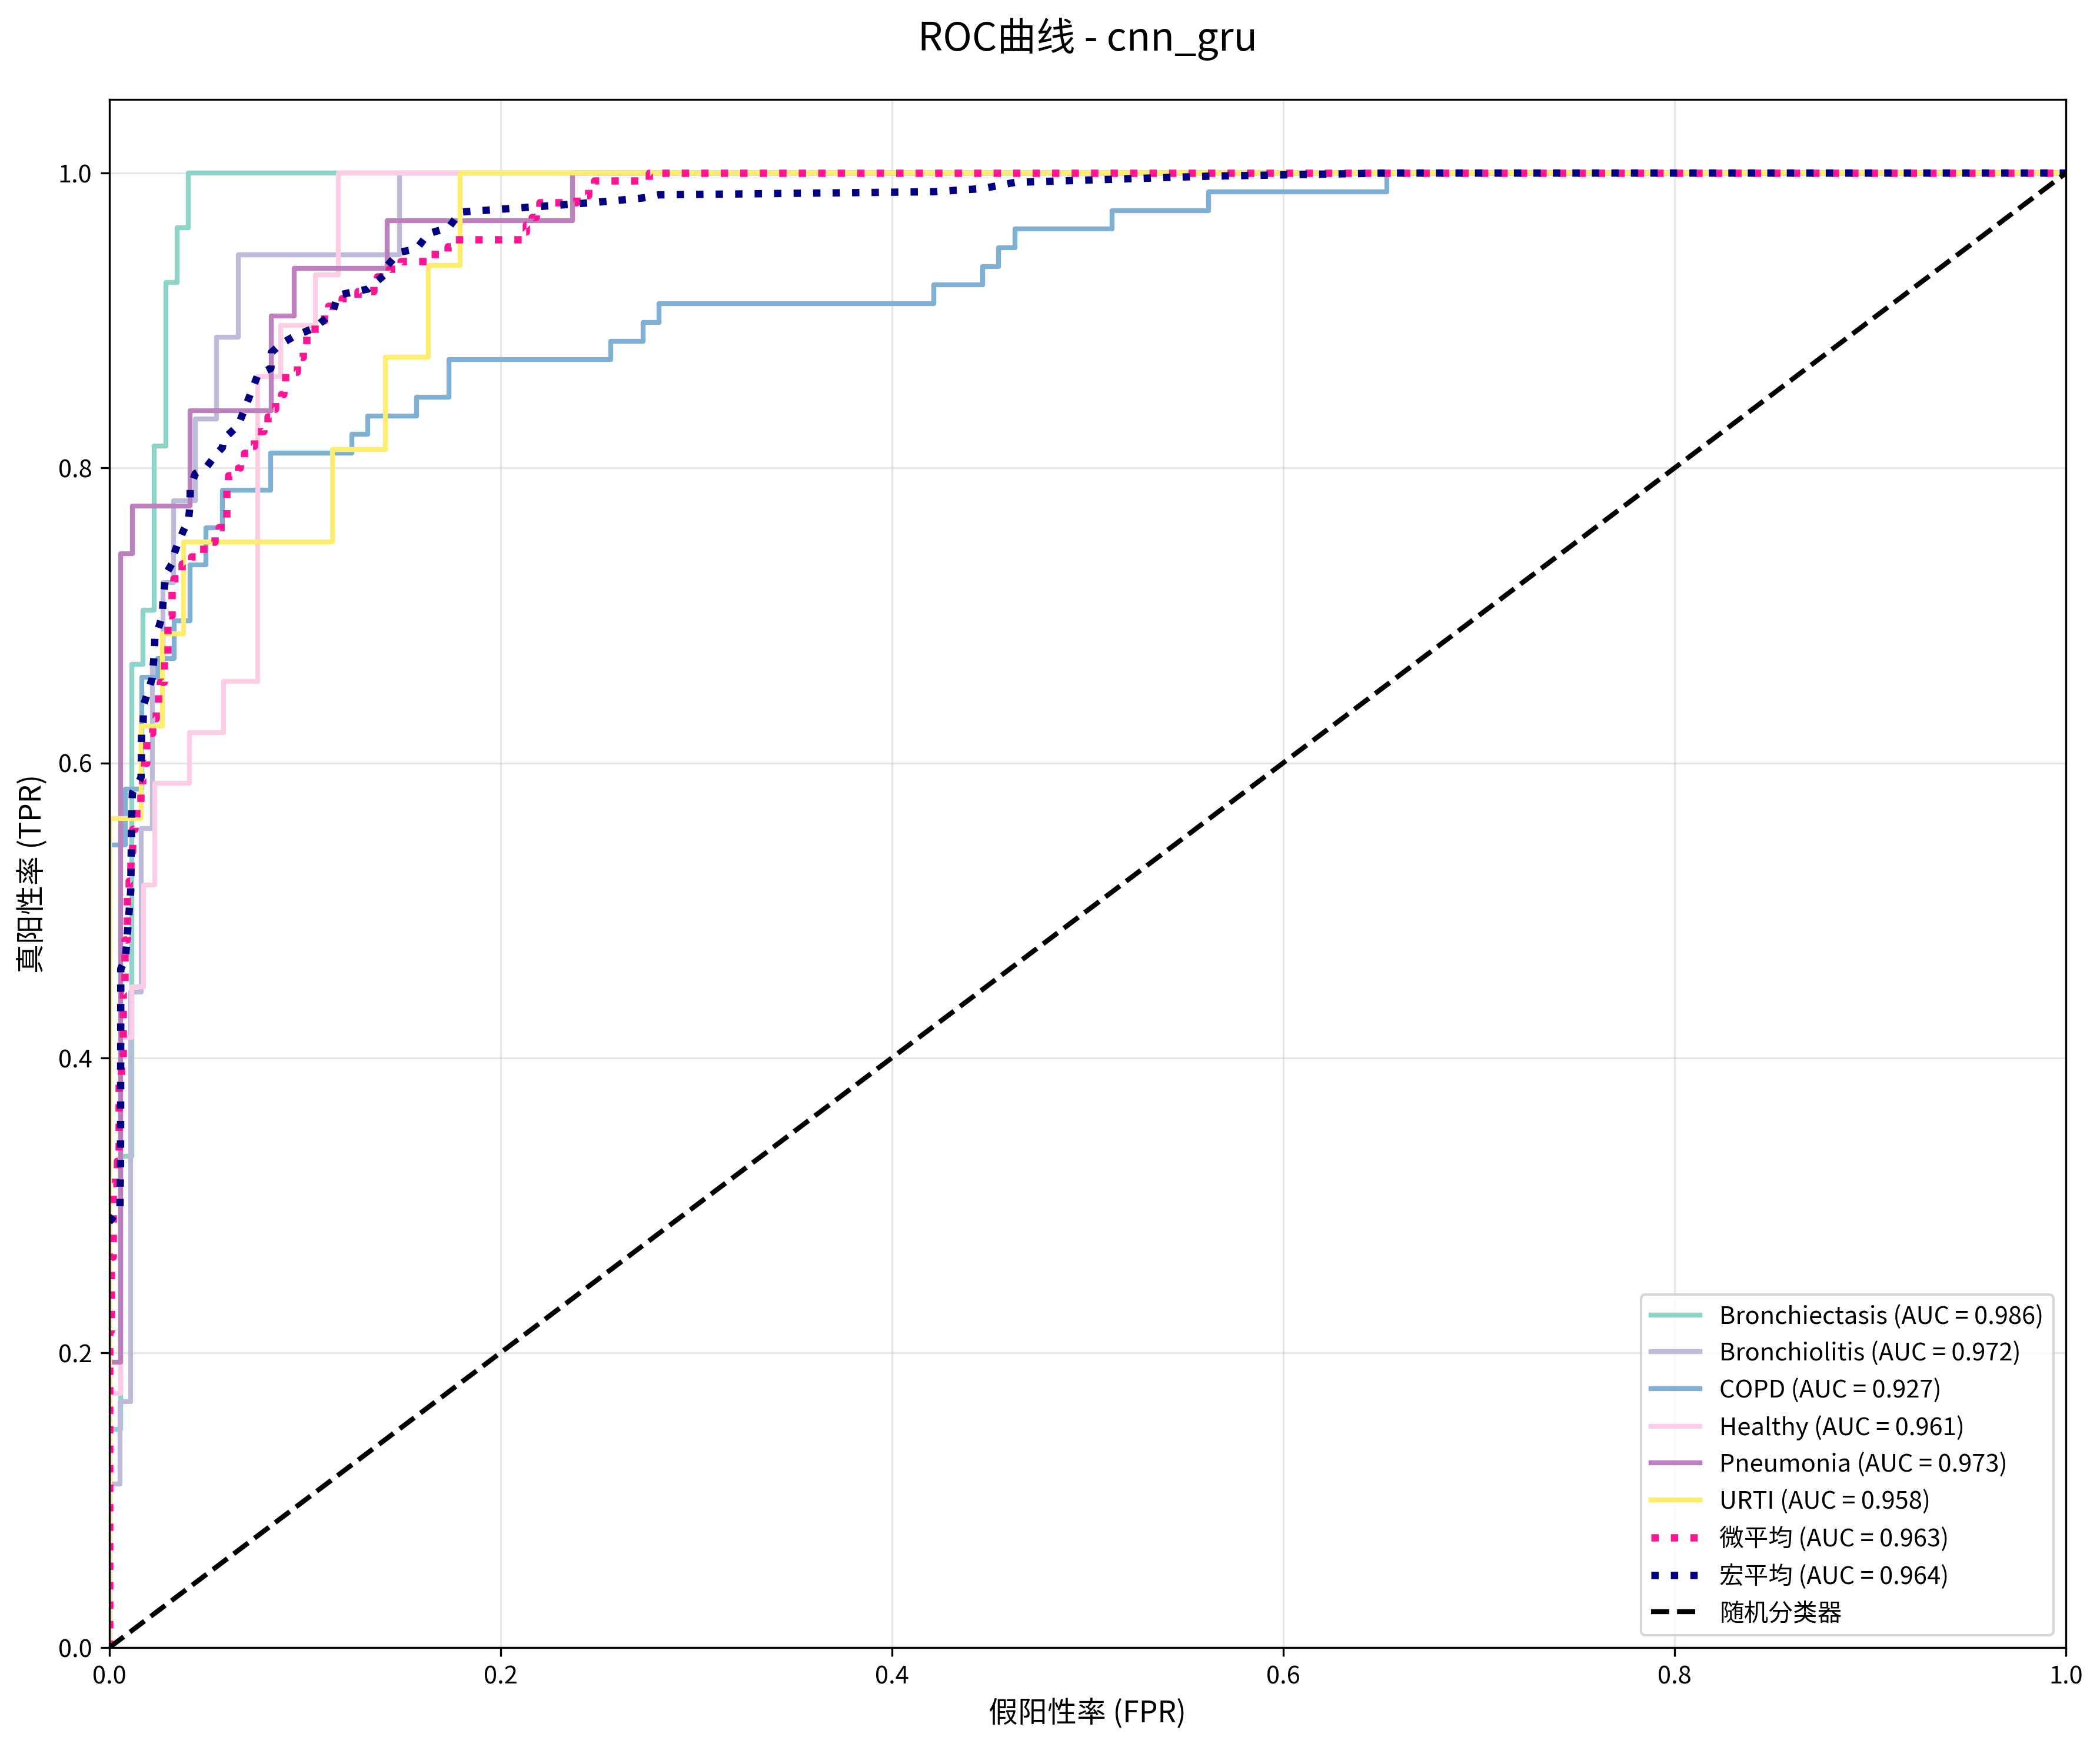 ROC曲线 - cnn_gru
1.0
0.8
0.6
0.4
0.2
0.0
真阳性率 (TPR)
0.0 0.2 0.4 0.6 0.8 1.0
假阳性率 (FPR)
Bronchiectasis (AUC = 0.986)
Bronchiolitis (AUC = 0.972)
COPD (AUC = 0.927)
Healthy (AUC = 0.961)
Pneumonia (AUC = 0.973)
URTI (AUC = 0.958)
微平均 (AUC = 0.963)
宏平均 (AUC = 0.964)
随机分类器